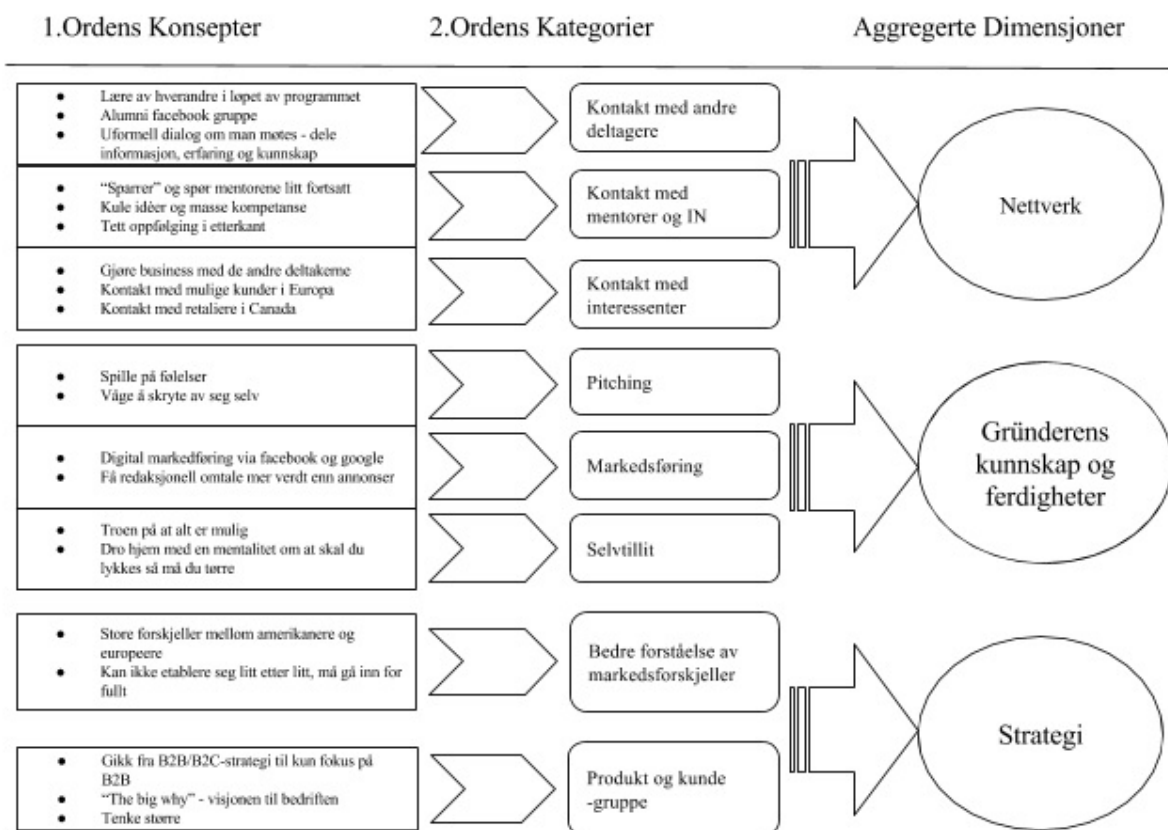 1.Ordens Konsepter
2.Ordens Kategorier
Aggregerte Dimensjoner
Lære av hverandre i løpet av programmet
Alumni facebook gruppe
Uformell dialog om man møtes - dele
informasjon, erfaring og kunnskap
Kontakt med andre
deltagere
"Sparrer" og spør mentorene litt fortsatt
Kule idèer og masse kompetanse
Tett oppfølging i etterkant
Kontakt med
mentorer og IN
Gjøre business med de andre deltakerne
Kontakt med mulige kunder i Europa
Kontakt med retaliere i Canada
Kontakt med
interessenter
Nettverk
Spille på følelser
Våge å skryte av seg selv
Pitching
Digital markedføring via facebook og google
Få redaksjonell omtale mer verdt enn annonser
Markedsføring
Troen på at alt er mulig
Dro hjem med en mentalitet om at skal du
lykkes så må du tørre
Selvtillit
Gründerens
kunnskap og
ferdigheter
Store forskjeller mellom amerikanere og
europeere
Kan ikke etablere seg litt etter litt, må gå inn for
fullt
Bedre forståelse av
markedsforskjeller
Gikk fra B2B/B2C-strategi til kun fokus på
B2B
"The big why" - visjonen til bedriften
Tenke større
Produkt og kunde
-gruppe
Strategi